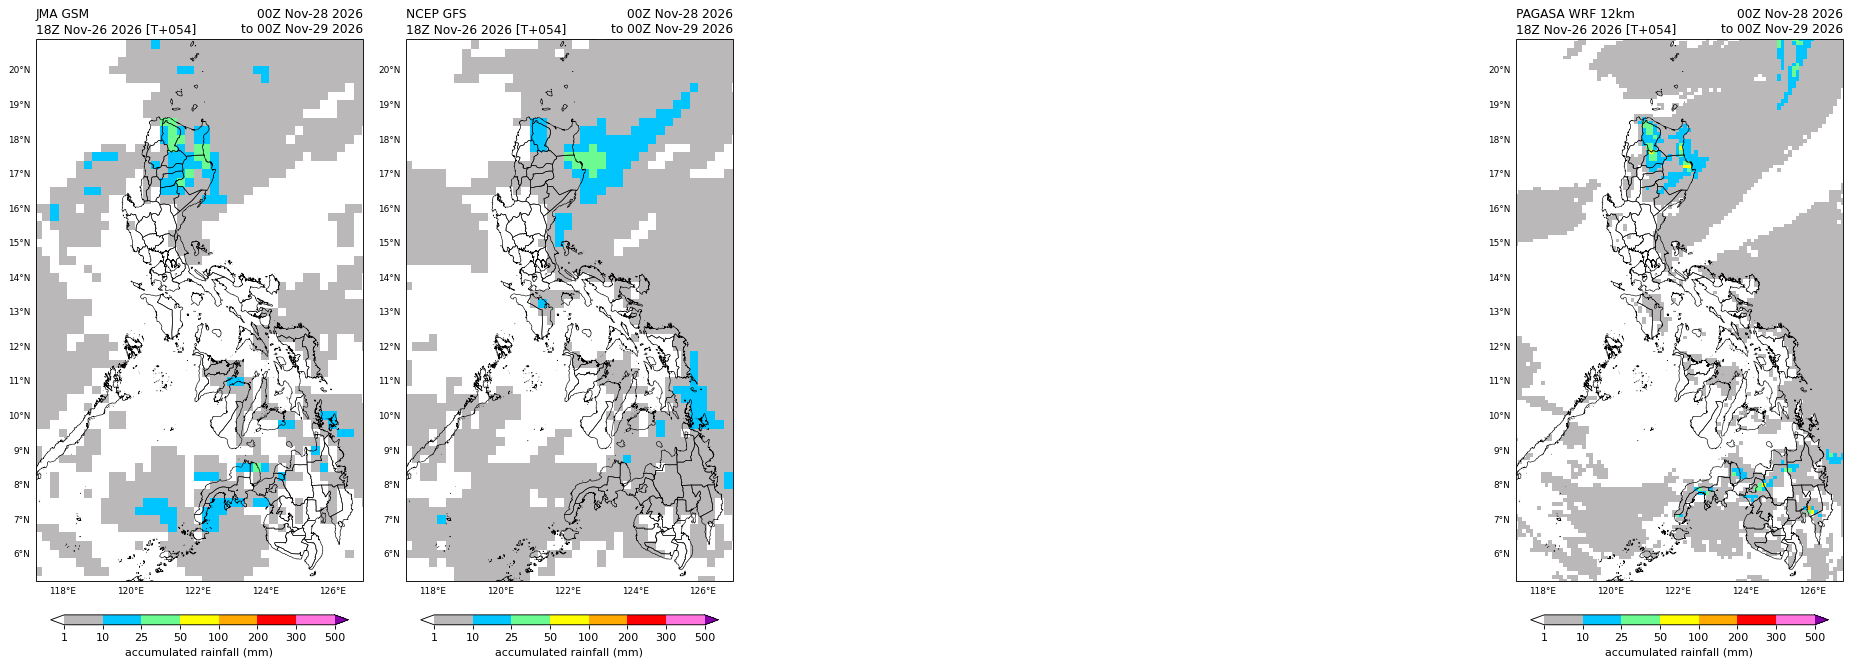 JMA GSM
00Z Nov-28 2026
18Z Nov-26 2026 [T+054]
to 00Z Nov-29 2026
20°N
19°N
18°N
17°N
16°N
15°N
14°N
13°N
12°N
11°N
10°N
9°N
8°N
7°N
6°N
118°E 120°E 122°E 124°E 126°E
1 10 25 50 100 200 300 500
accumulated rainfall (mm)
NCEP GFS
00Z Nov-28 2026
18Z Nov-26 2026 [T+054]
to 00Z Nov-29 2026
20°N
19°N
18°N
17°N
16°N
15°N
14°N
13°N
12°N
11°N
10°N
9°N
8°N
7°N
6°N
118°E 120°E 122°E 124°E 126°E
1 10 25 50 100 200 300 500
accumulated rainfall (mm)
PAGASA WRF 12km
00Z Nov-28 2026
18Z Nov-26 2026 [T+054]
to 00Z Nov-29 2026
20°N
19°N
18°N
17°N
16°N
15°N
14°N
13°N
12°N
11°N
10°N
9°N
8°N
7°N
6°N
118°E 120°E 122°E 124°E 126°E
1 10 25 50 100 200 300 500
accumulated rainfall (mm)